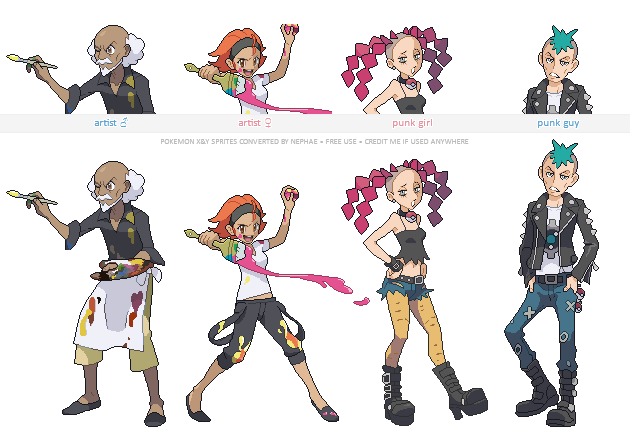 artist ♂
artist ♀
punk girl
punk guy
POKEMON X&Y SPRITES CONVERTED BY NEPHAE • FREE USE • CREDIT ME IF USED ANYWHERE